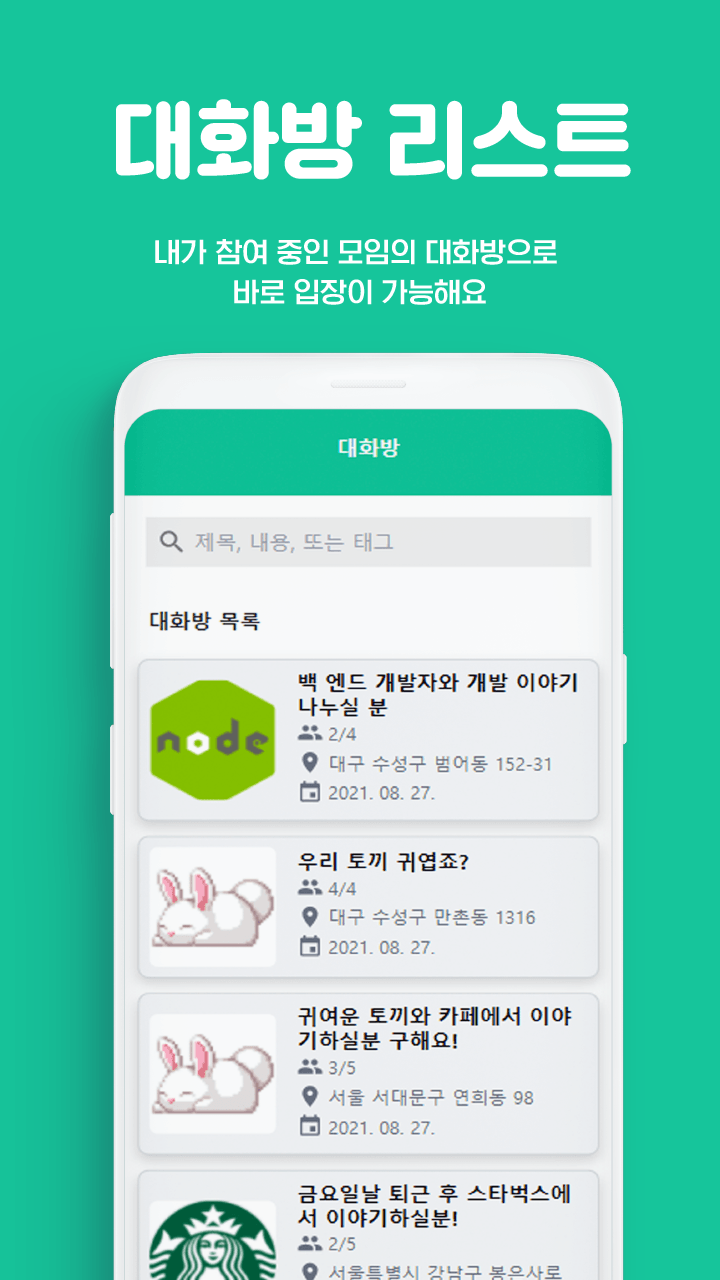 대화방 리스트
내가 참여 중인 모임의 대화방으로
바로 입장이 가능해요
대화방
제목, 내용, 또는 태그
대화방 목록
node
백 엔드 개발자와 개발 이야기
나누실 분
2/4
대구 수성구 범어동 152-31
2021. 08. 27.
우리 토끼 귀엽죠?
4/4
대구 수성구 만촌동 1316
2021. 08. 27.
귀여운 토끼와 카페에서 이야
기하실분 구해요!
3/5
서울 서대문구 연희동 98
2021. 08. 27.
금요일날 퇴근 후 스타벅스에
서 이야기하실분!
2/5
서울특별시 강남구 봉은사로